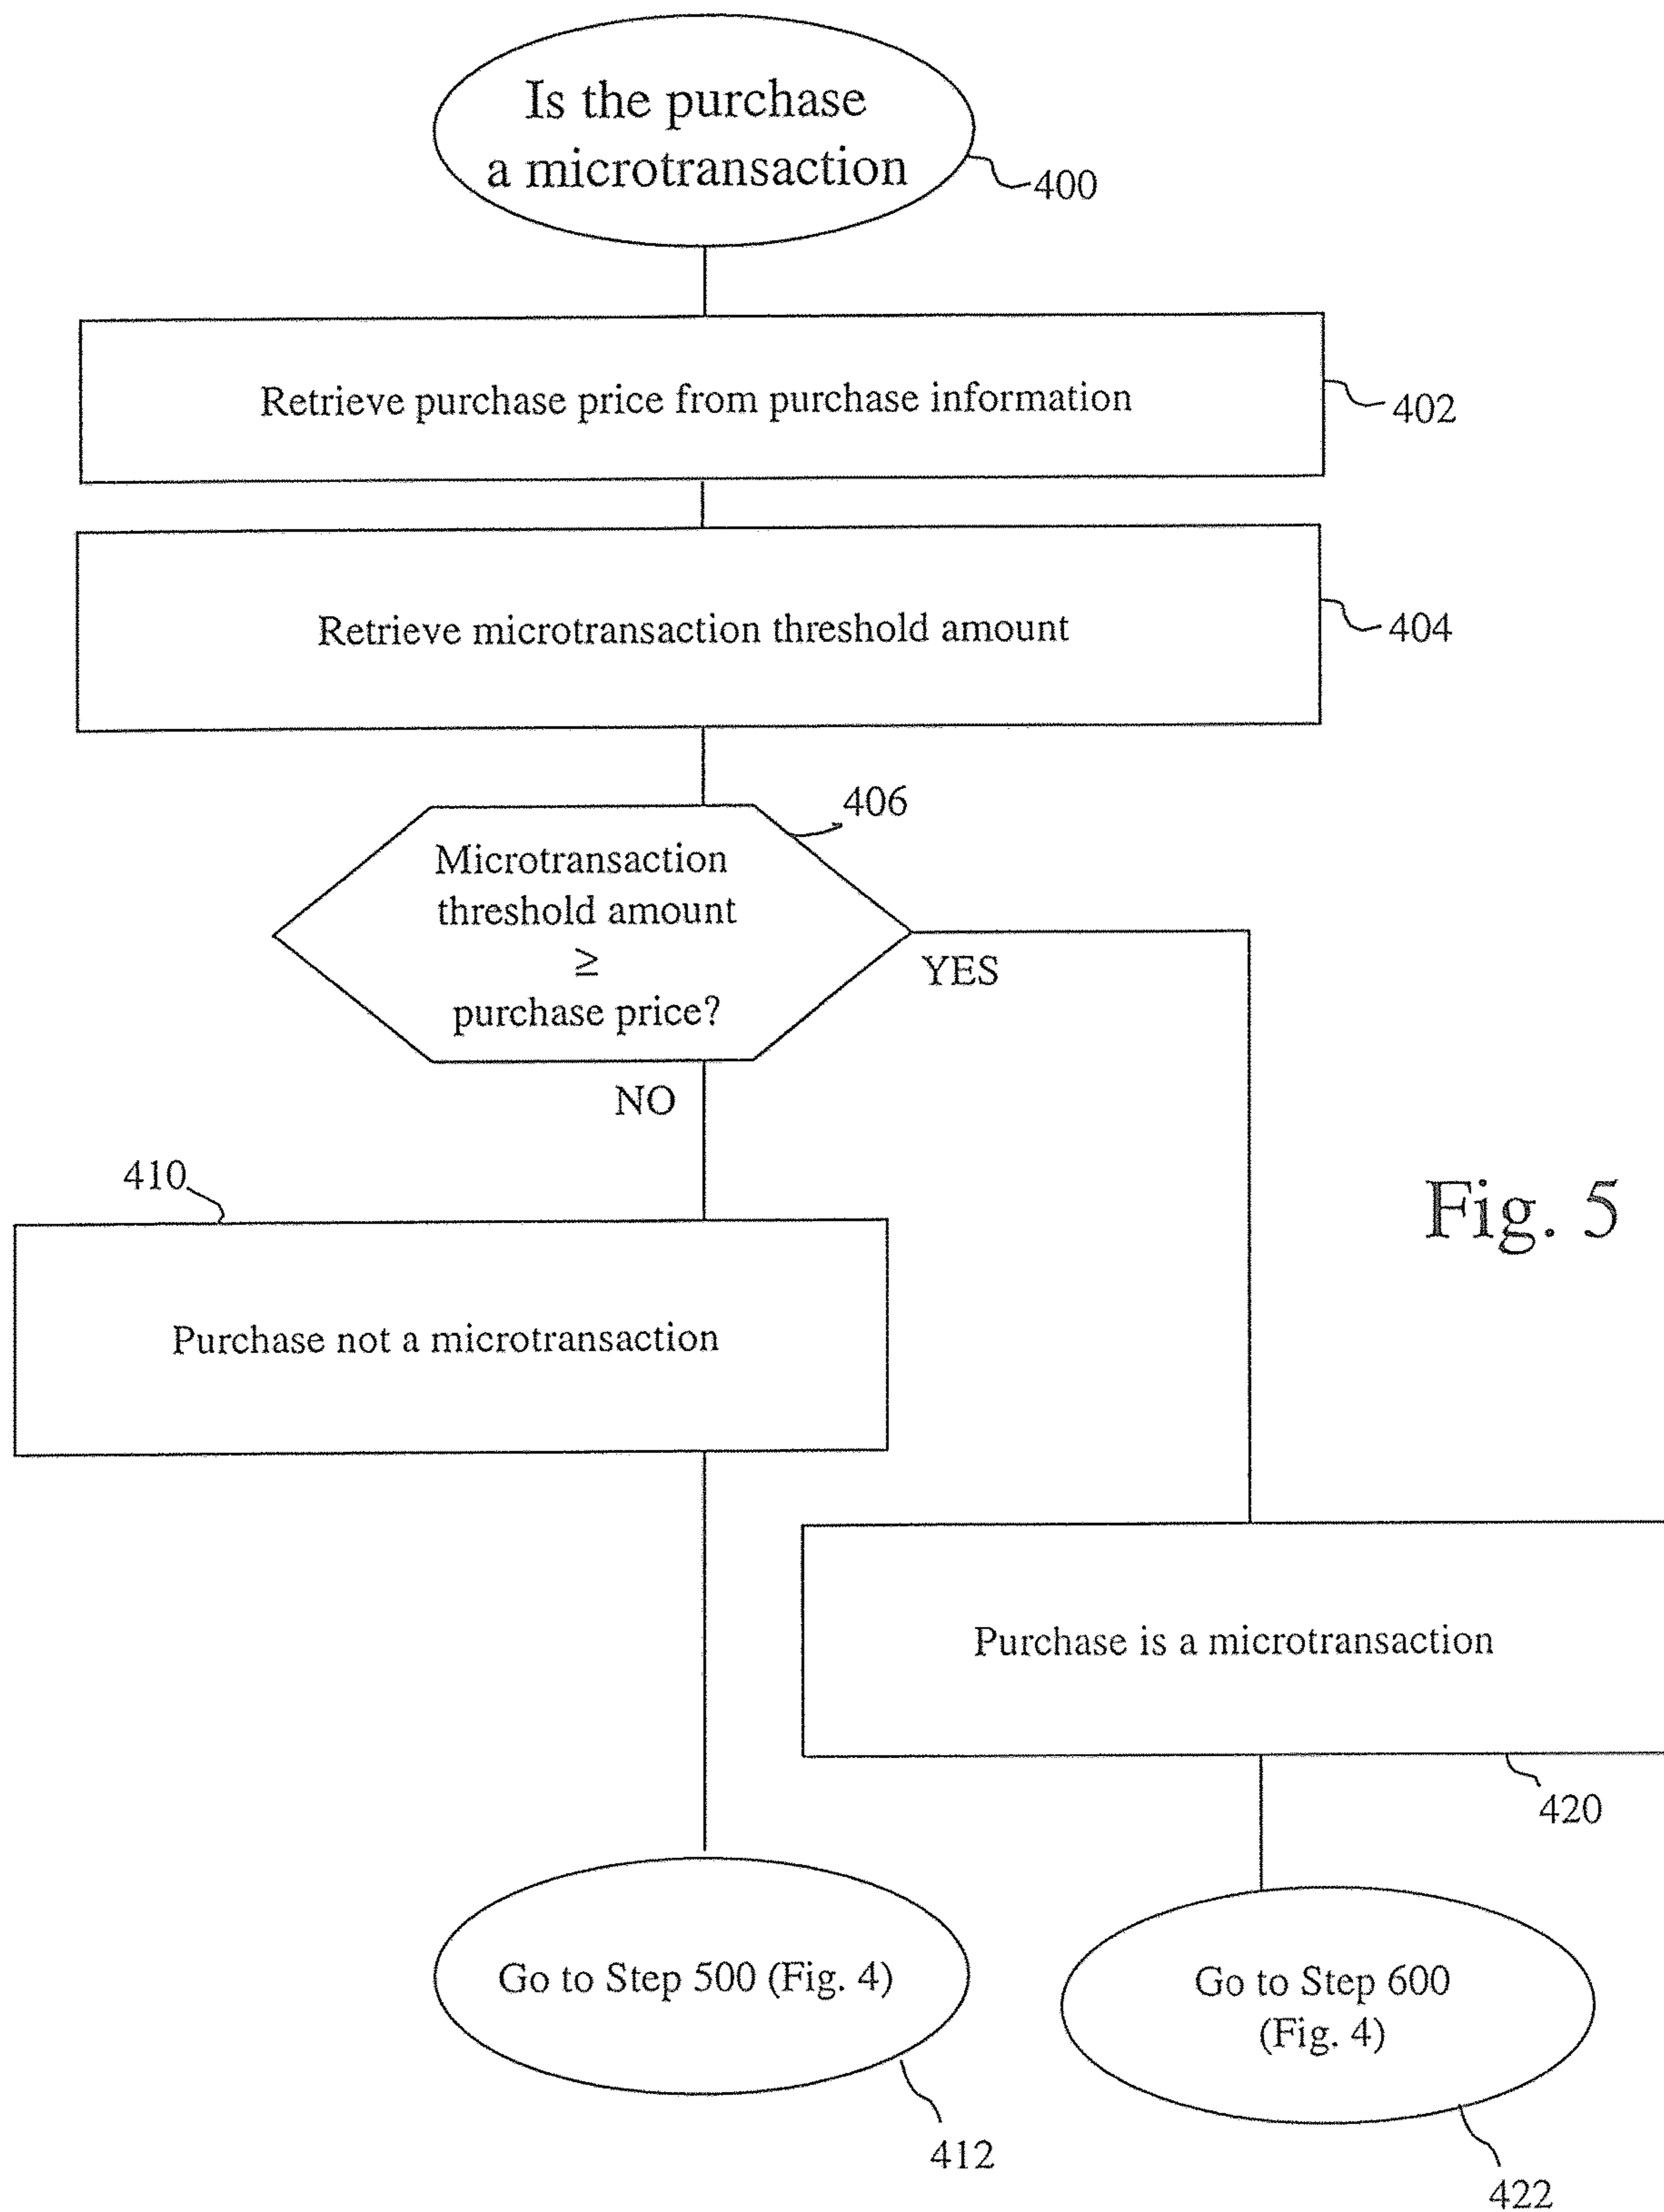 Is the purchase
a microtransaction
400
Retrieve purchase price from purchase information
402
Retrieve microtransaction threshold amount
404
406
Microtransaction
threshold amount
≥
purchase price?
YES
NO
410
Fig. 5
Purchase not a microtransaction
Purchase is a microtransaction
420
Go to Step 500 (Fig. 4)
Go to Step 600
(Fig. 4)
412
422